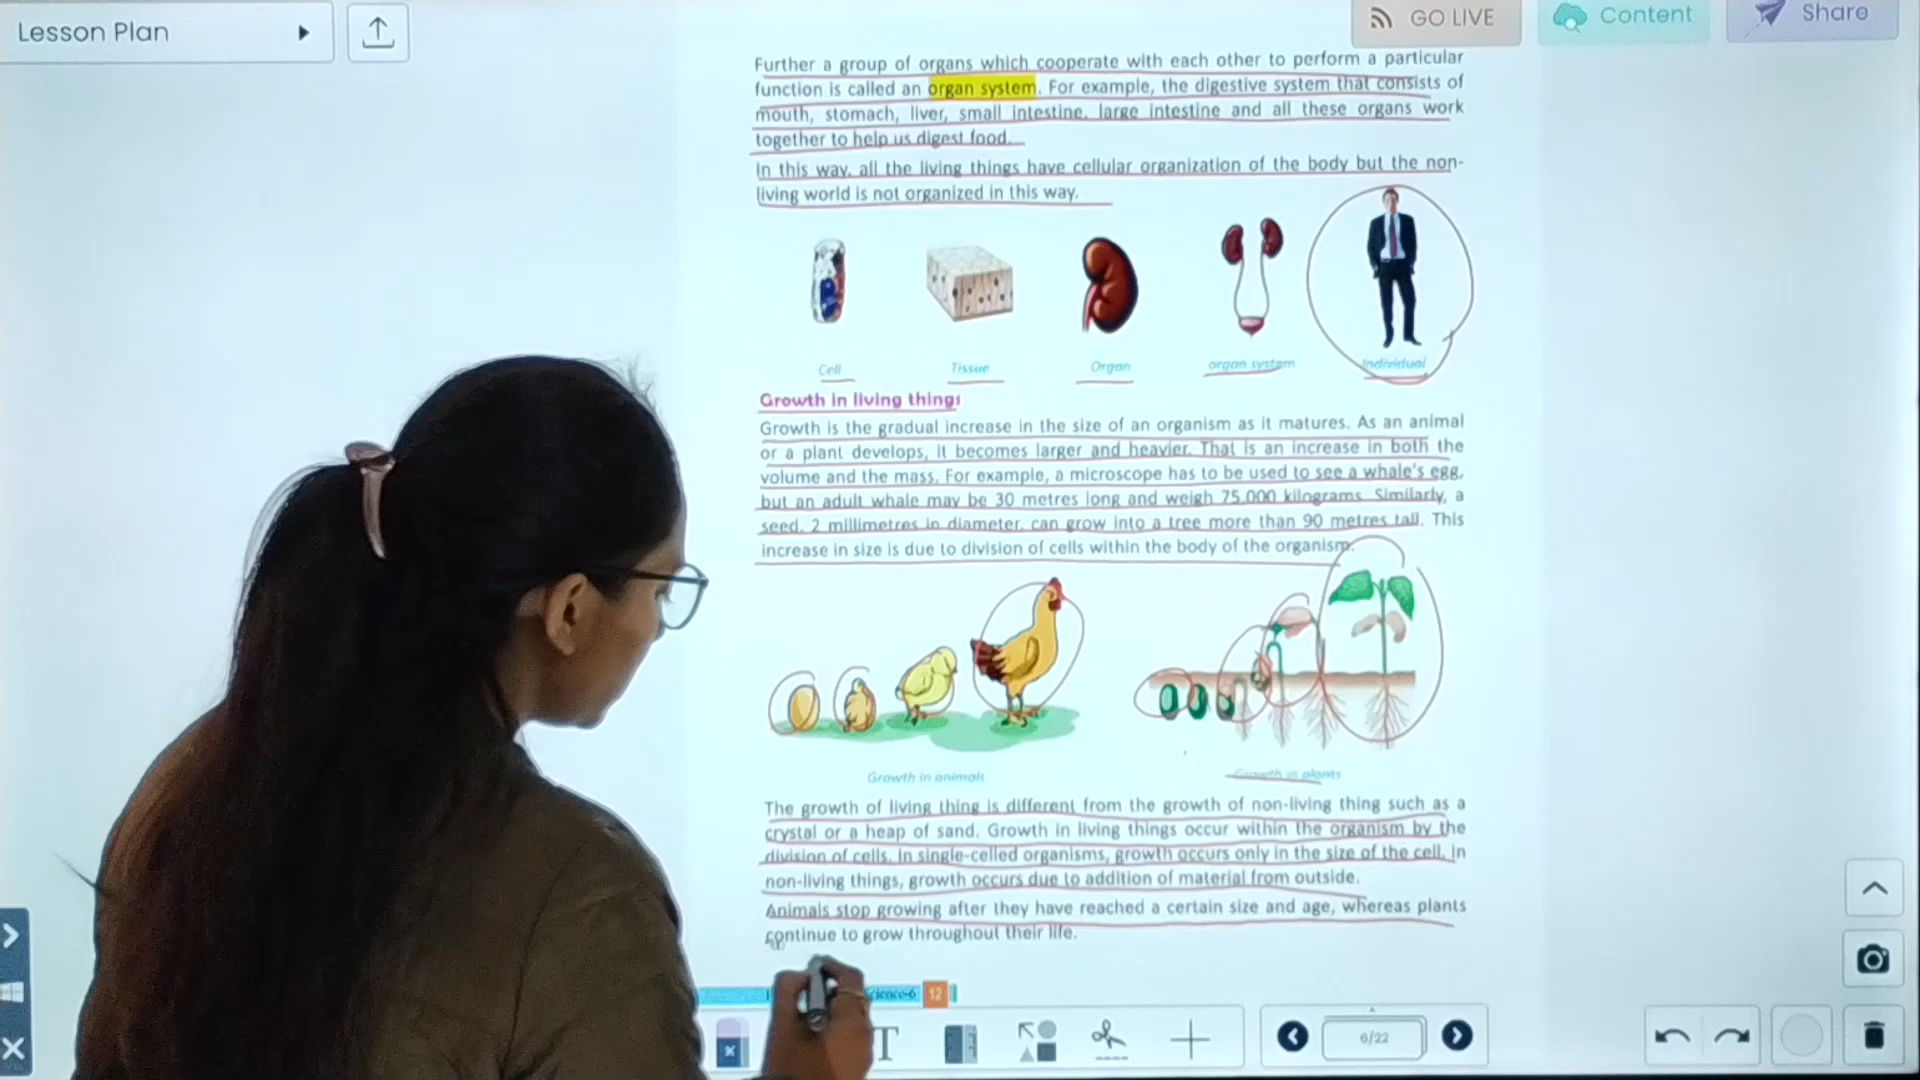 Lesson Plan
GO LIVE
Content
Share
Further a group of organs which cooperate with each other to perform a particular
function is called an organ system. For example, the digestive system that consists of
mouth, stomach, liver, small intestine, large intestine and all these organs work
together to help us digest food.
In this way, all the living things have cellular organization of the body but the non-
living world is not organized in this way.
Cell
Tissue
Organ
organ system
Individual
Growth in living things
Growth is the gradual increase in the size of an organism as it matures. As an animal
or a plant develops, it becomes larger and heavier. That is an increase in both the
volume and the mass. For example, a microscope has to be used to see a whale's egg,
but an adult whale may be 30 metres long and weigh 75,000 kilograms. Similarly, a
seed, 2 millimetres in diameter, can grow into a tree more than 90 metres tall. This
increase in size is due to division of cells within the body of the organism.
Growth in animals
Growth in plants
The growth of living thing is different from the growth of non-living thing such as a
crystal or a heap of sand. Growth in living things occur within the organism by the
division of cells. In single-celled organisms, growth occurs only in the size of the cell. In
non-living things, growth occurs due to addition of material from outside.
Animals stop growing after they have reached a certain size and age, whereas plants
continue to grow throughout their life.
12
T
6/22